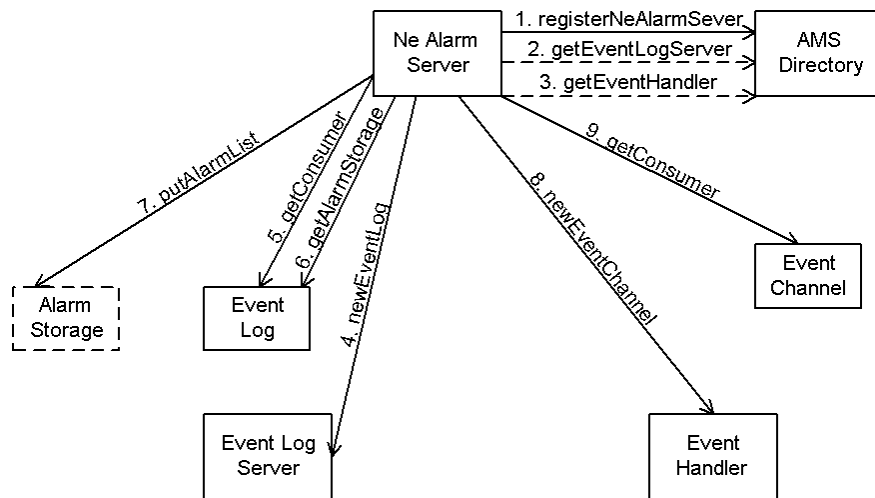 1. registerNeAlarmSever
Ne Alarm
Server
2. getEventLogServer
AMS
Directory
3. getEventHandler
7. putAlarmList
5. getConsumer
6. getAlarmStorage
4. newEventLog
8. newEventChannel
9. getConsumer
Alarm
Storage
Event
Log
Event
Channel
Event Log
Server
Event
Handler